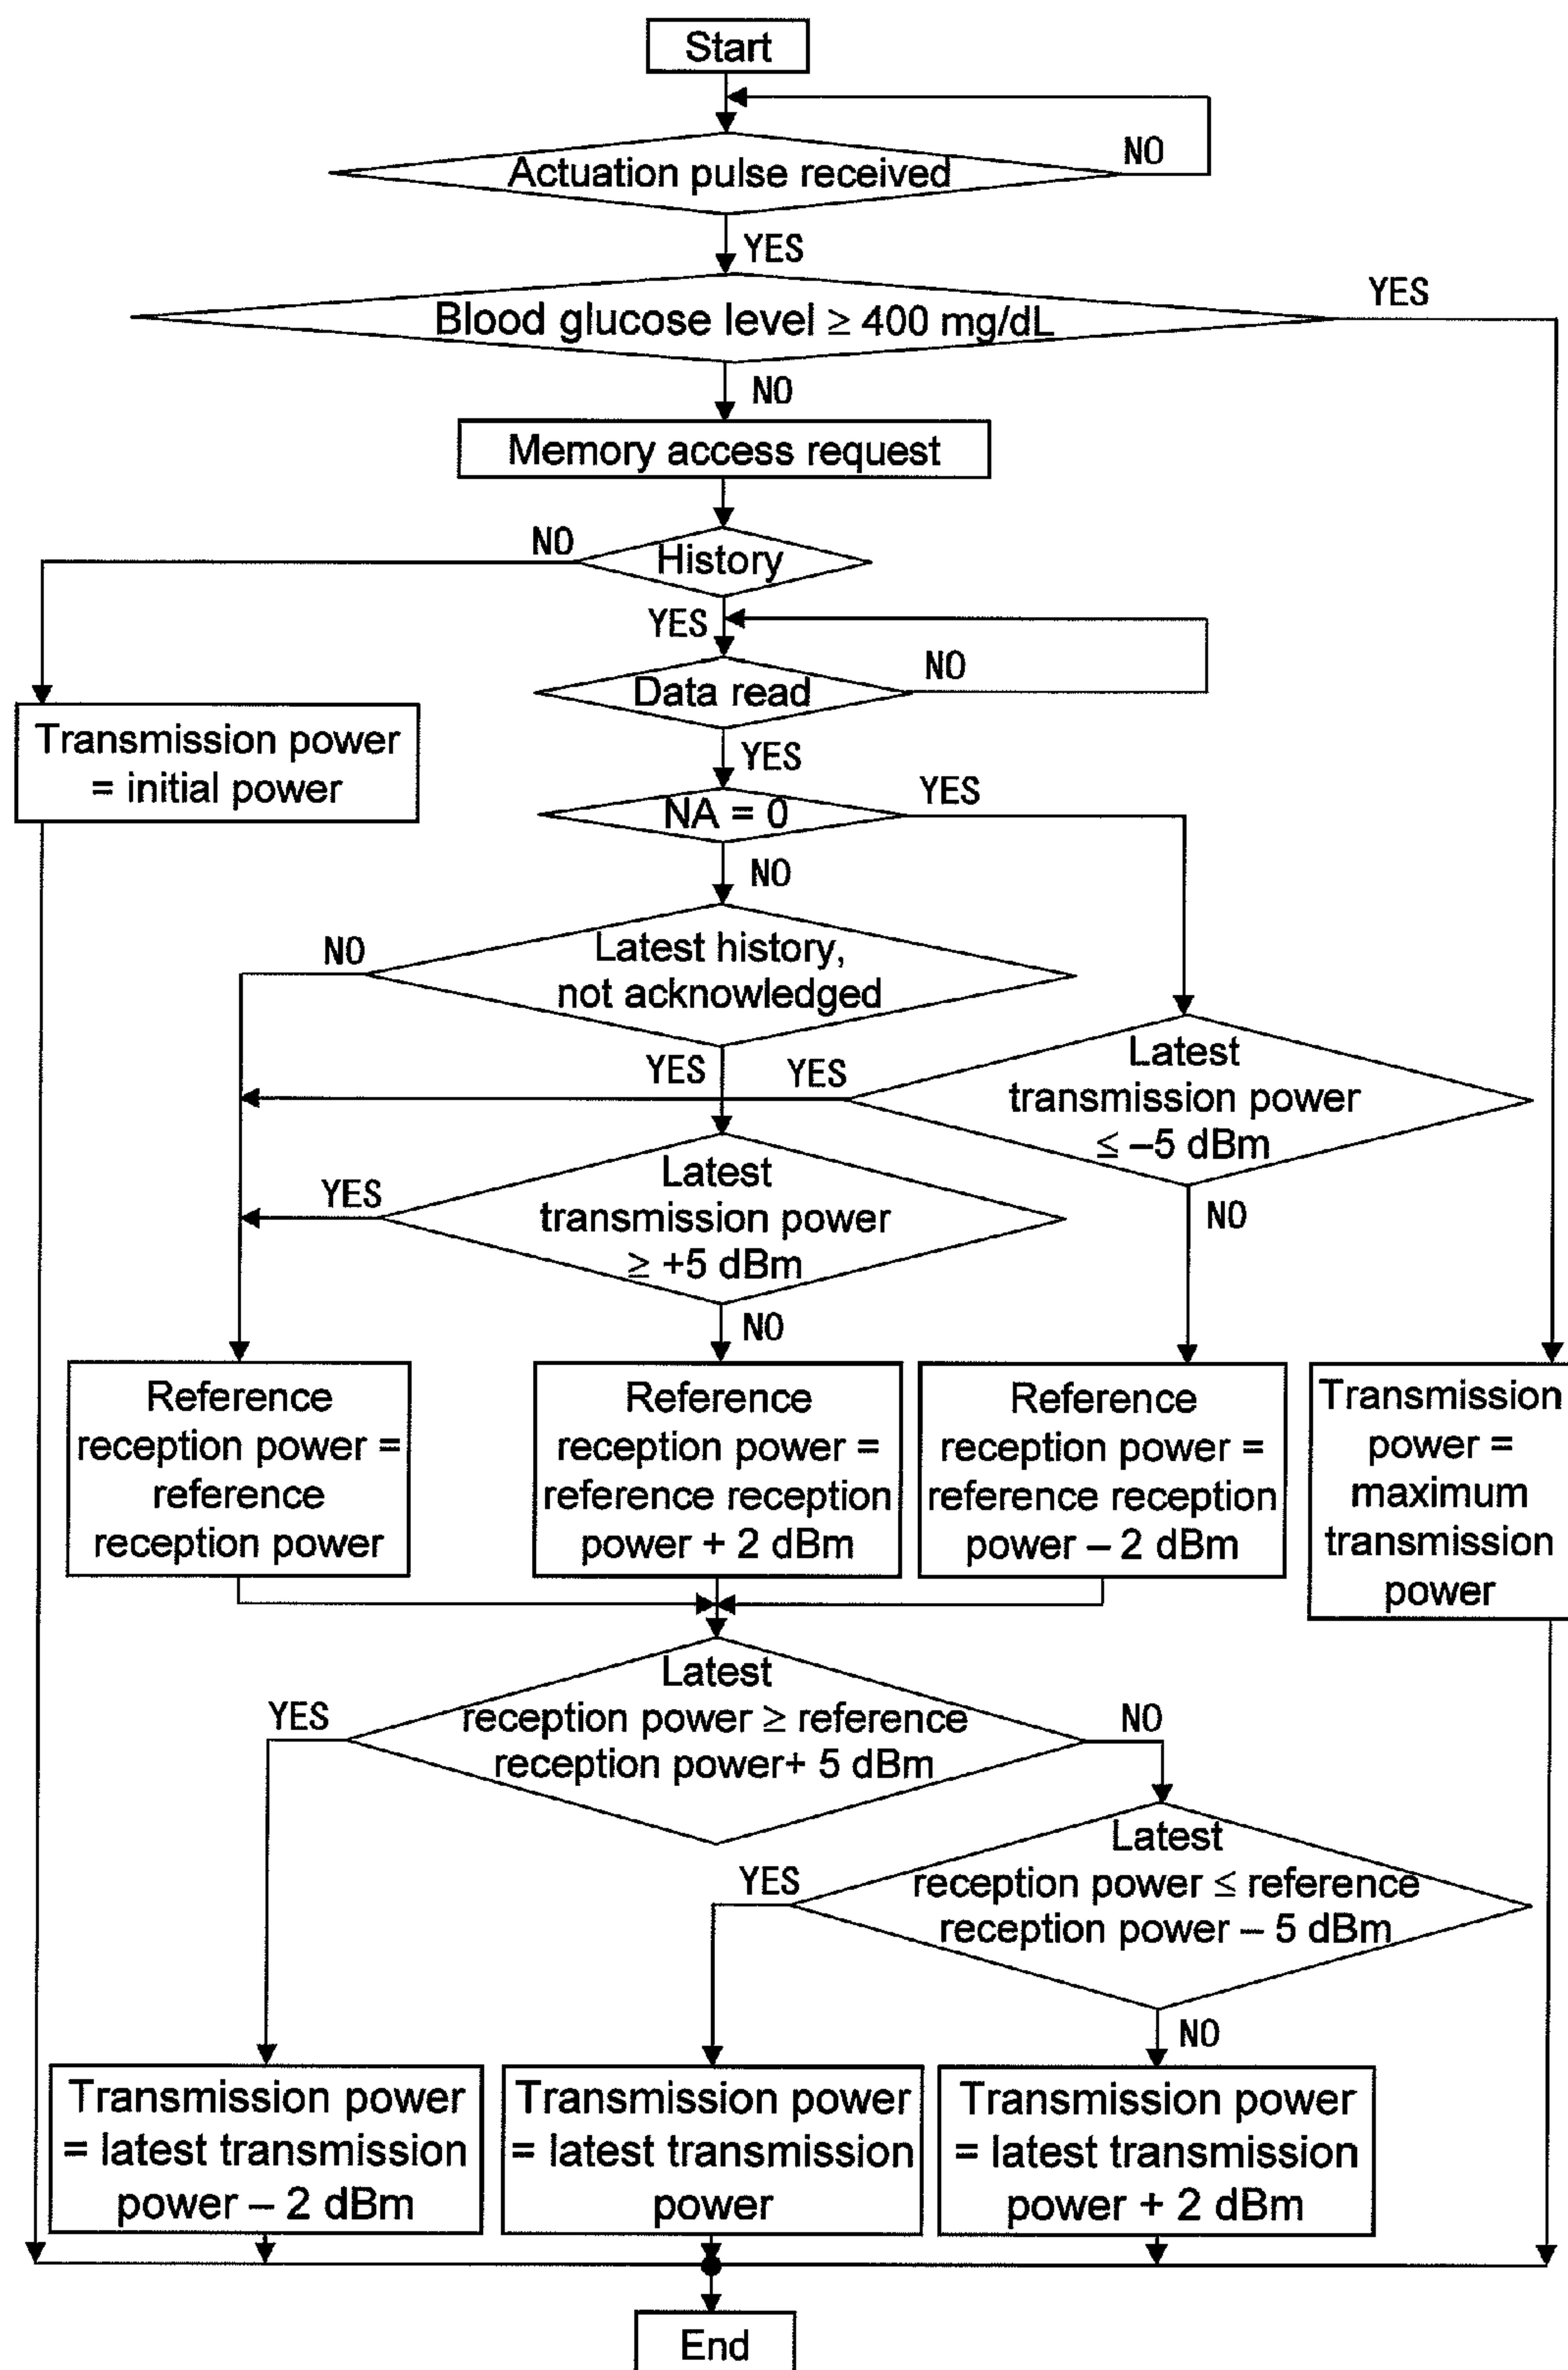 Start
NO
Actuation pulse received
YES
YES
Blood glucose level ≥ 400 mg/dL
NO
Memory access request
NO
History
YES
NO
Data read
Transmission power
= initial power
YES
YES
NA = 0
NO
NO
Latest history,
not acknowledged
YES
YES
Latest
transmission power
≤ –5 dBm
YES
Latest
transmission power
≥ +5 dBm
NO
NO
Reference
reception power =
reference
reception power
Reference
reception power =
reference reception
power + 2 dBm
Reference
reception power =
reference reception
power – 2 dBm
Transmission
power =
maximum
transmission
power
YES
Latest
reception power ≥ reference
reception power+ 5 dBm
NO
YES
Latest
reception power ≤ reference
reception power – 5 dBm
NO
Transmission power
= latest transmission
power – 2 dBm
Transmission power
= latest transmission
power
Transmission power
= latest transmission
power + 2 dBm
End